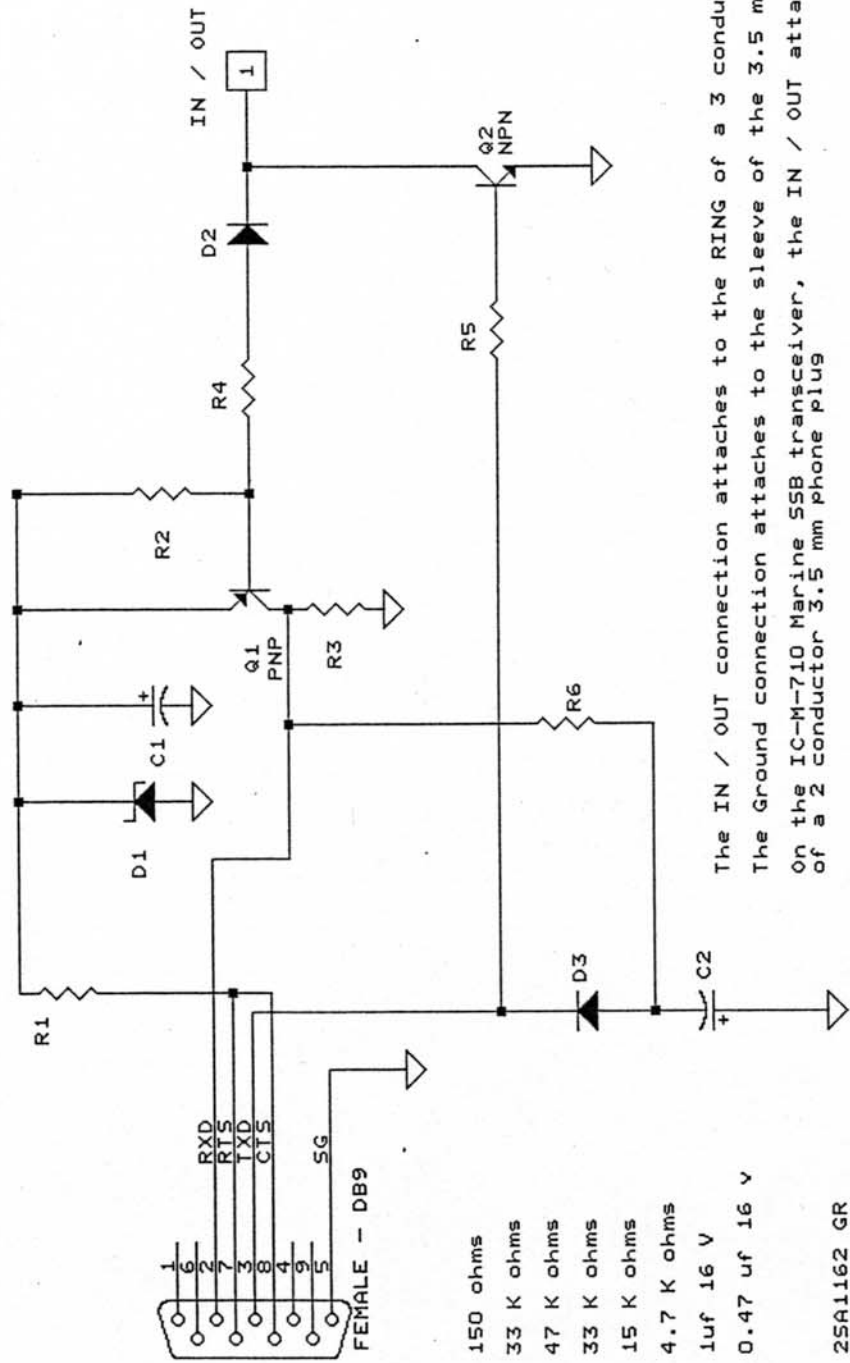 IN / OUT
1
D2
R4
R2
Q2
NPN
R5
Q1
PNP
R3
C1
+
D1
R6
R1
D3
C2
+
1
6
2
7
3
8
4
9
5
RXD
RTS
TXD
CTS
SG
FEMALE - DB9
150 ohms
33 K ohms
47 K ohms
33 K ohms
15 K ohms
4.7 K ohms
1uf 16 V
0.47 uf 16 v
2SA1162 GR
The IN / OUT connection attaches to the RING of a 3 condu
The Ground connection attaches to the sleeve of the 3.5 m
On the IC-M-710 Marine SSB transceiver, the IN / OUT atta
of a 2 conductor 3.5 mm phone plug